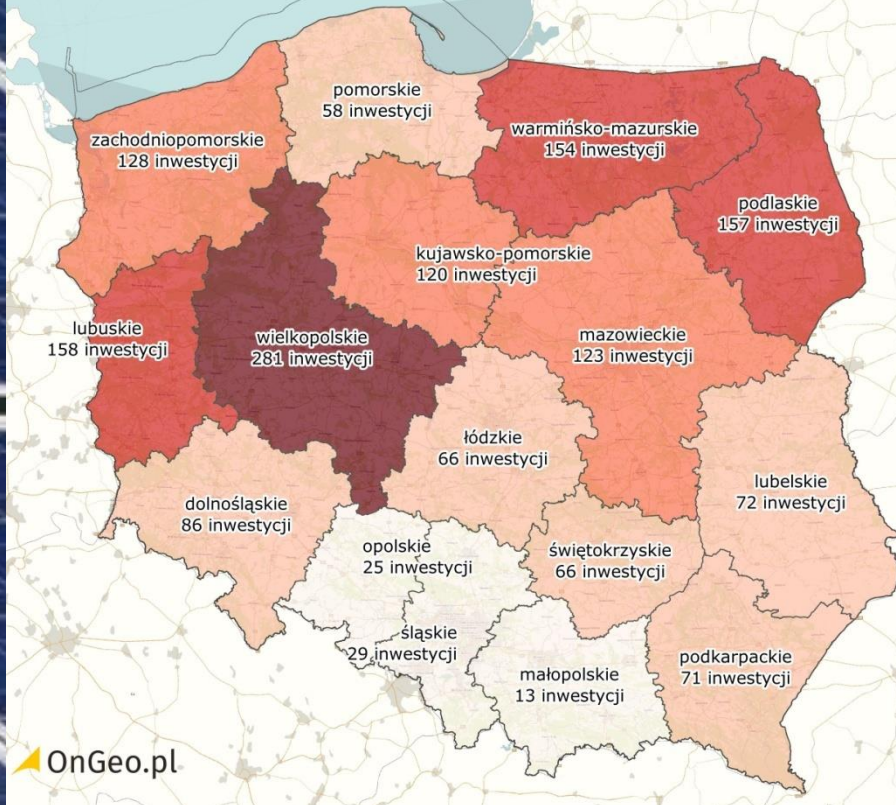 pomorskie
58 inwestycji
warmińsko-mazurskie
154 inwestycji
zachodniopomorskie
128 inwestycji
podlaskie
157 inwestycji
kujawsko-pomorskie
120 inwestycji
lubuskie
158 inwestycji
wielkopolskie
281 inwestycji
mazowieckie
123 inwestycji
łódzkie
66 inwestycji
lubelskie
72 inwestycji
dolnośląskie
86 inwestycji
opolskie
25 inwestycji
świętokrzyskie
66 inwestycji
śląskie
29 inwestycji
małopolskie
13 inwestycji
podkarpackie
71 inwestycji
OnGeo.pl